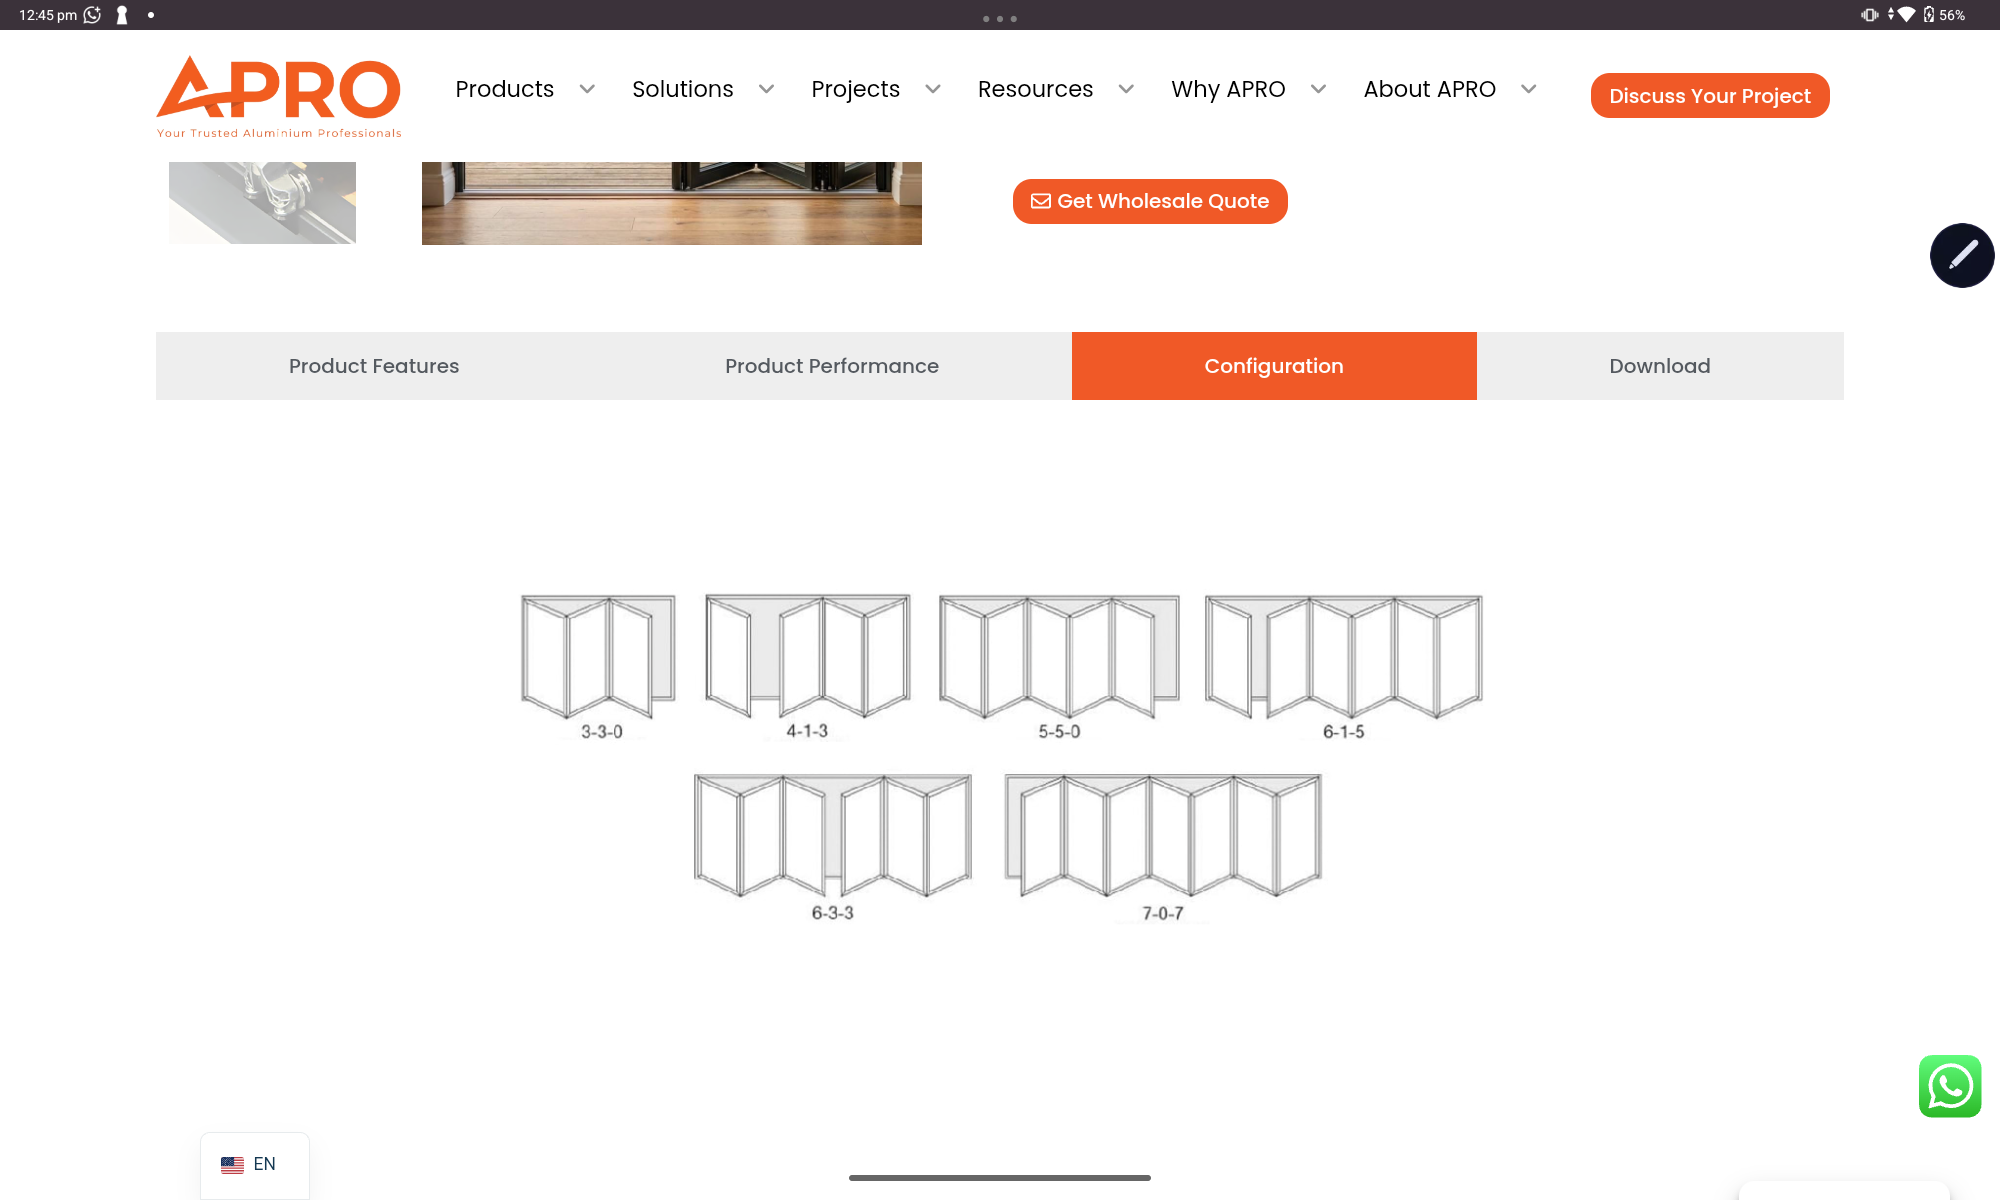 12:45 pm
56%
APRO
Your Trusted Aluminium Professionals
Products
Solutions
Projects
Resources
Why APRO
About APRO
Discuss Your Project
Get Wholesale Quote
Product Features
Product Performance
Configuration
Download
3-3-0
4-1-3
5-5-0
6-1-5
6-3-3
7-0-7
EN